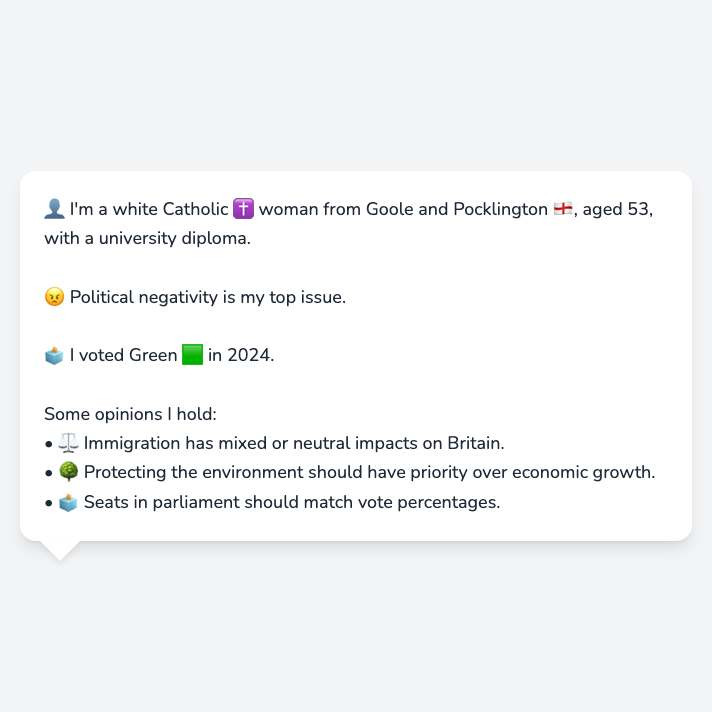 👤 I'm a white Catholic ✝️ woman from Goole and Pocklington 🏴󠁧󠁢󠁥󠁮󠁧󠁿, aged 53,
with a university diploma.
😠 Political negativity is my top issue.
🗳️ I voted Green 🟩 in 2024.
Some opinions I hold:
• ⚖️ Immigration has mixed or neutral impacts on Britain.
• 🌳 Protecting the environment should have priority over economic growth.
• 🗳️ Seats in parliament should match vote percentages.